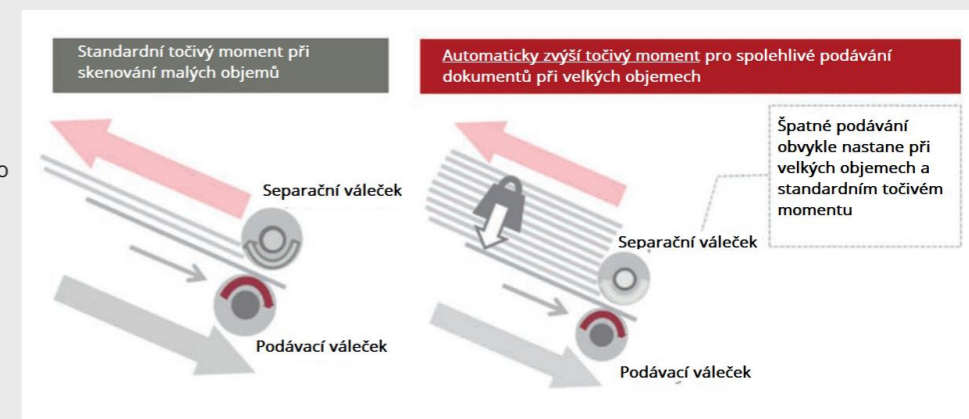 Standardní točivý moment při
skenování malých objemů
Automaticky zvýší točivý moment pro spolehlivé podávání
dokumentů při velkých objemech
Špatné podávání
obvykle nastane při
velkých objemech a
standardním točivém
momentu
o
Separační váleček
Podávací váleček
Separační váleček
Podávací váleček